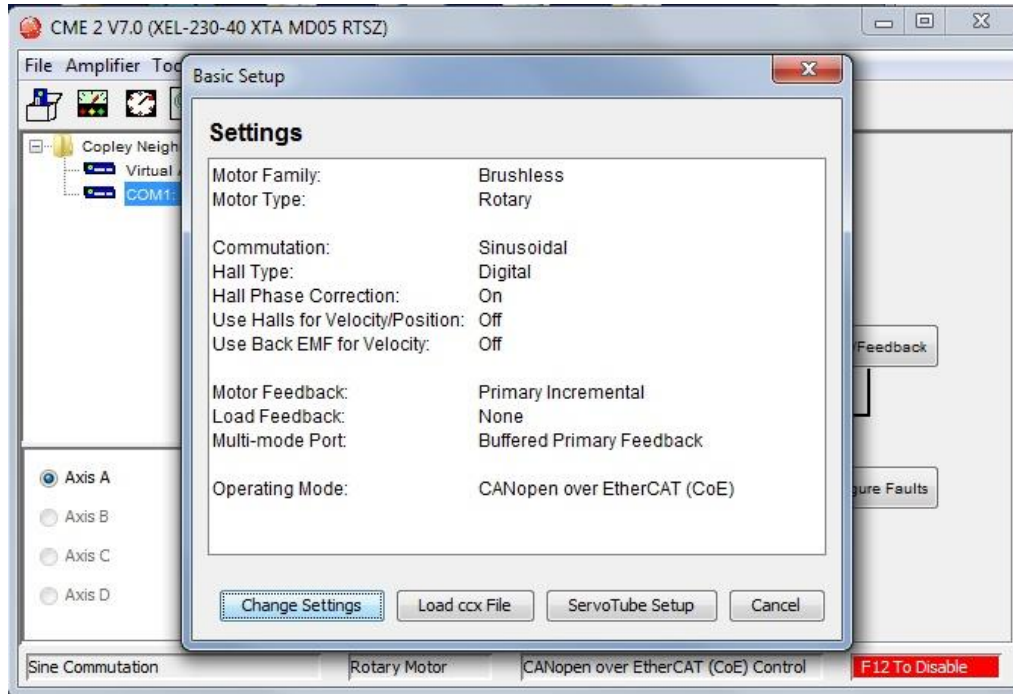 CME 2 V7.0 (XEL-230-40 XTA MD05 RTSZ)
File Amplifier
Basic Setup
Settings
Copley
Virtual
COM1:
Motor Family: Brushless
Motor Type: Rotary
Commutation: Sinusoidal
Hall Type: Digital
Hall Phase Correction: On
Use Halls for Velocity/Position: Off
Use Back EMF for Velocity: Off
Motor Feedback: Primary Incremental
Load Feedback: None
Multi-mode Port: Buffered Primary Feedback
Operating Mode: CANopen over EtherCAT (CoE)
/Feedback
Faults
Axis A
Axis B
Axis C
Axis D
Change Settings Load ccx File ServoTube Setup Cancel
Sine Commutation Rotary Motor CANopen over EtherCAT (CoE) Control F12 To Disable